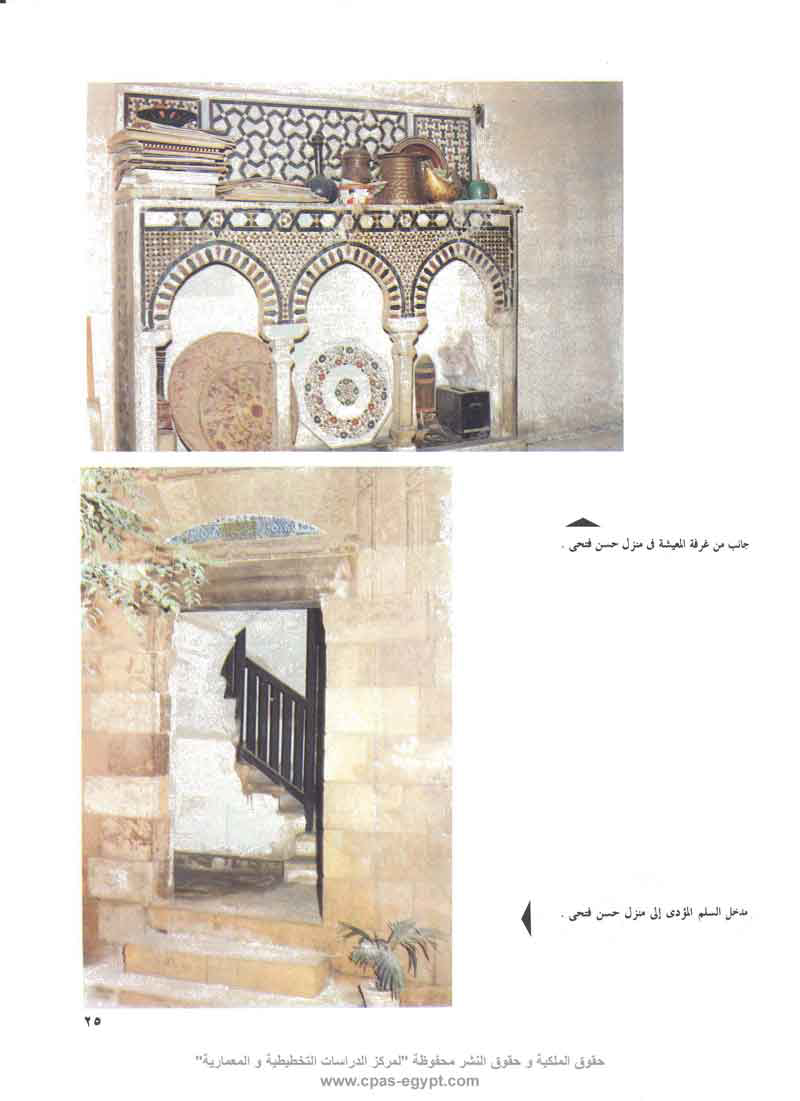 جانب من غرفة المعيشة فى منزل حسن فتحى .
مدخل السلم المؤدى إلى منزل حسن فتحى .
٢٥
حقوق الملكية و حقوق النشر محفوظة "لمركز الدراسات التخطيطية و المعمارية"
www.cpas-egypt.com